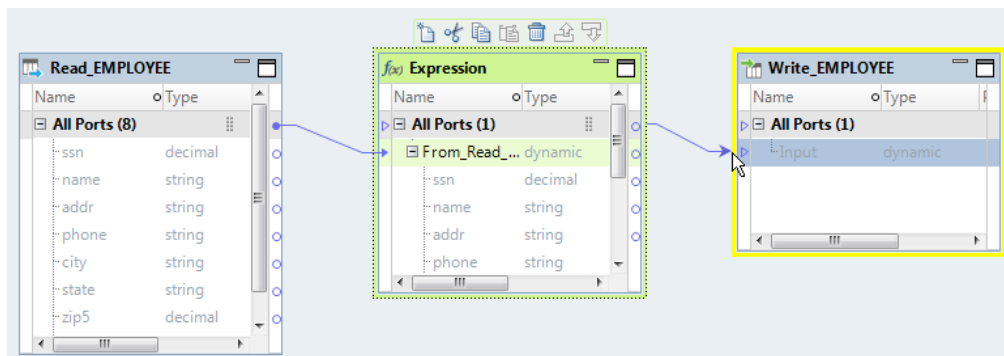 Read_EMPLOYEE
Name Type
All Ports (8)
ssn decimal
name string
addr string
phone string
city string
state string
zip5 decimal
f(x) Expression
Name Type
All Ports (1)
From_Read_... dynamic
ssn decimal
name string
addr string
phone string
Write_EMPLOYEE
Name Type
All Ports (1)
Input dynamic